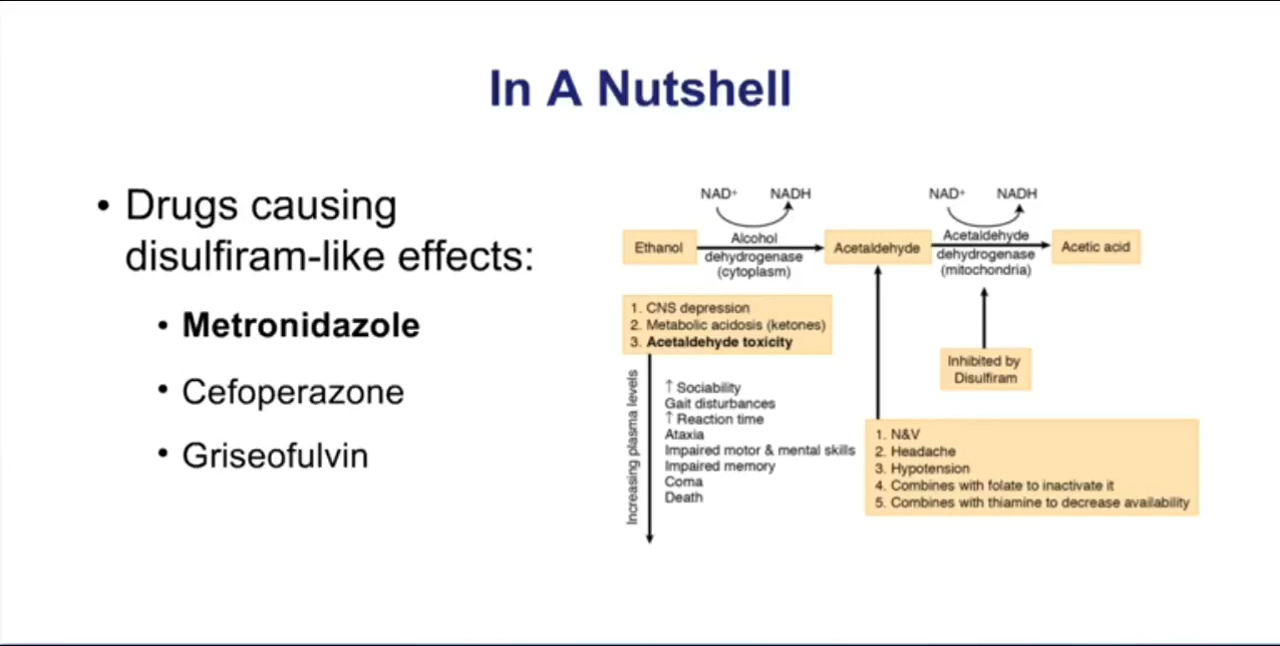 In A Nutshell
• Drugs causing
disulfiram-like effects:
• Metronidazole
• Cefoperazone
• Griseofulvin
NAD+ NADH
NAD+ NADH
Ethanol
Alcohol
dehydrogenase
(cytoplasm)
Acetaldehyde
Acetaldehyde
dehydrogenase
(mitochondria)
Acetic acid
1. CNS depression
2. Metabolic acidosis (ketones)
3. Acetaldehyde toxicity
Inhibited by
Disulfiram
Increasing plasma levels
↑ Sociability
Gait disturbances
↑ Reaction time
Ataxia
Impaired motor & mental skills
Impaired memory
Coma
Death
1. N&V
2. Headache
3. Hypotension
4. Combines with folate to inactivate it
5. Combines with thiamine to decrease availability